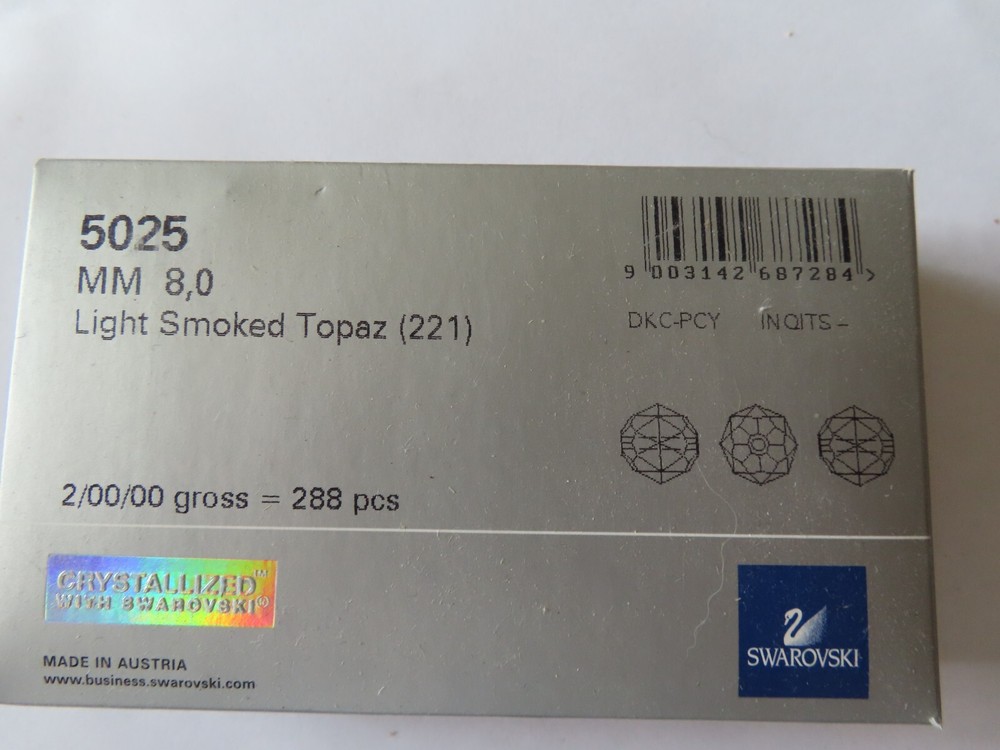 5025
MM 8,0
Light Smoked Topaz (221)
9 003142 687284 >
DKC-PCY INQITS –
2/00/00 gross = 288 pcs
CRYSTALLIZED™
WITH SWAROVSKI®
MADE IN AUSTRIA
www.business.swarovski.com
SWAROVSKI